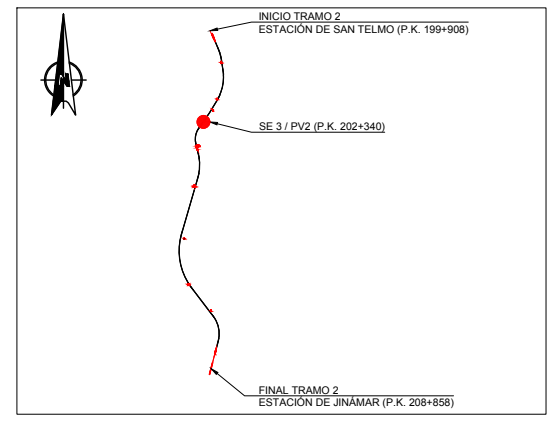 INICIO TRAMO 2
ESTACIÓN DE SAN TELMO (P.K. 199+908)
N
SE 3 / PV2 (P.K. 202+340)
FINAL TRAMO 2
ESTACIÓN DE JINÁMAR (P.K. 208+858)